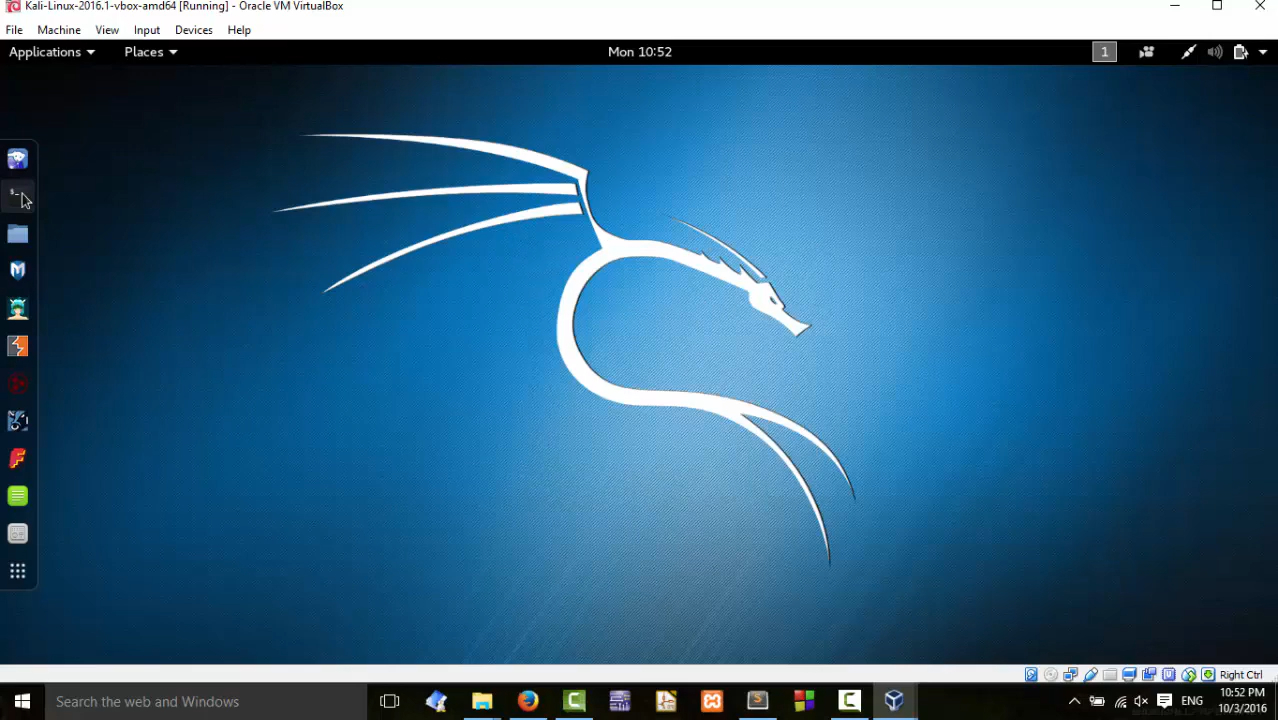 Kali-Linux-2016.1-vbox-amd64 [Running] - Oracle VM VirtualBox
File Machine View Input Devices Help
Applications Places Mon 10:52 1
$_
Right Ctrl
Search the web and Windows ENG 10:52 PM
10/3/2016